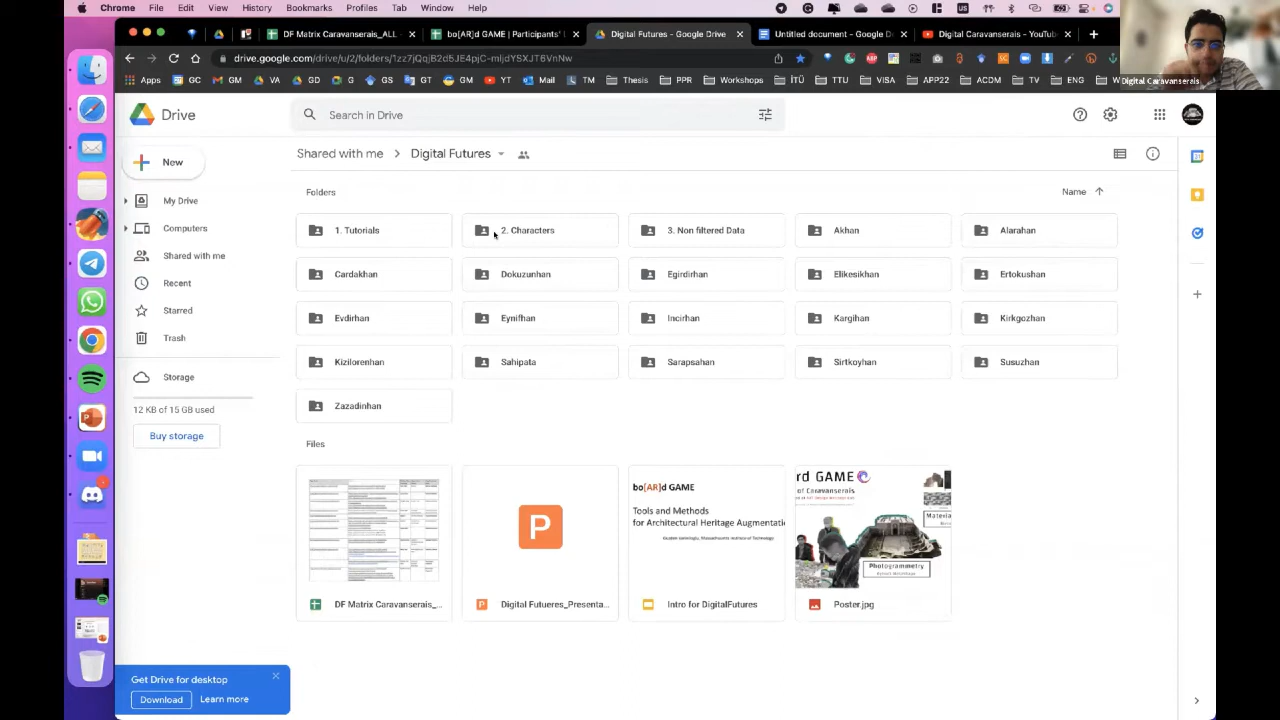 Chrome File Edit View History Bookmarks Profiles Tab Window Help
DF Matrix Caravanserais_ALL
bo[AR]d GAME | Participants'
Digital Futures - Google Drive
Untitled document - Google D
Digital Caravanserais - YouTub
drive.google.com/drive/u/2/folders/
Apps GC GM VA GD G GS GT GM YT Mail TM Thesis PPR Workshops İTÜ TTU VISA APP22 ACDM TV ENG
Digital Caravanserais
Drive
Search in Drive
New
Shared with me > Digital Futures
My Drive
Computers
Shared with me
Recent
Starred
Trash
Storage
12 KB of 15 GB used
Buy storage
Folders Name
1. Tutorials 2. Characters 3. Non filtered Data Akhan Alarahan
Cardakhan Dokuzunhan Egirdirhan Elikesikhan Ertokushan
Evdirhan Eynifhan Incirhan Kargihan Kirkgozhan
Kizilorenhan Sahipata Sarapsahan Sirtkoyhan Susuzhan
Zazadinhan
Files
P
bo[AR]d GAME
Tools and Methods
for Architectural Heritage Augmentatio
rd GAME
of Caravanserais
Photogrammetry
DF Matrix Caravanserais_... Digital Futueres_Presenta... Intro for DigitalFutures Poster.jpg
Get Drive for desktop
Download Learn more